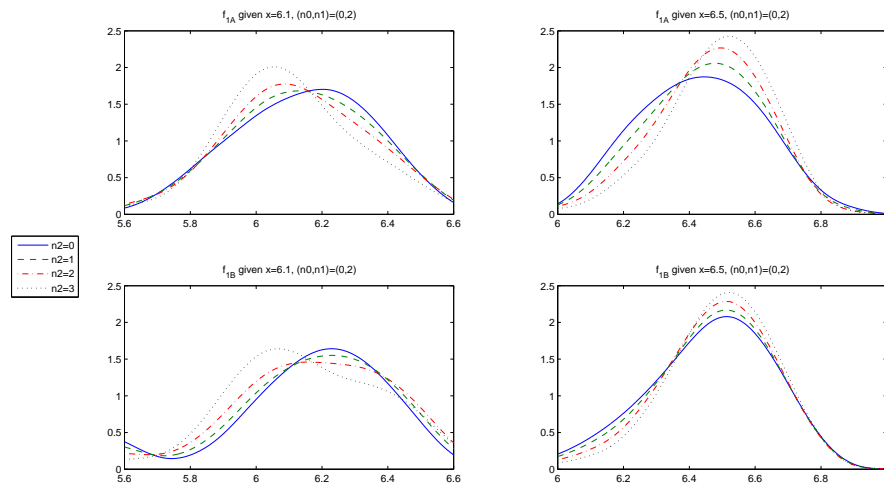 f1A given x=6.1, (n0,n1)=(0,2)
2.5
2
1.5
1
0.5
0
5.6 5.8 6 6.2 6.4 6.6
f1A given x=6.5, (n0,n1)=(0,2)
2.5
2
1.5
1
0.5
0
6 6.2 6.4 6.6 6.8
n2=0
n2=1
n2=2
n2=3
f1B given x=6.1, (n0,n1)=(0,2)
2.5
2
1.5
1
0.5
0
5.6 5.8 6 6.2 6.4 6.6
f1B given x=6.5, (n0,n1)=(0,2)
2.5
2
1.5
1
0.5
0
6 6.2 6.4 6.6 6.8